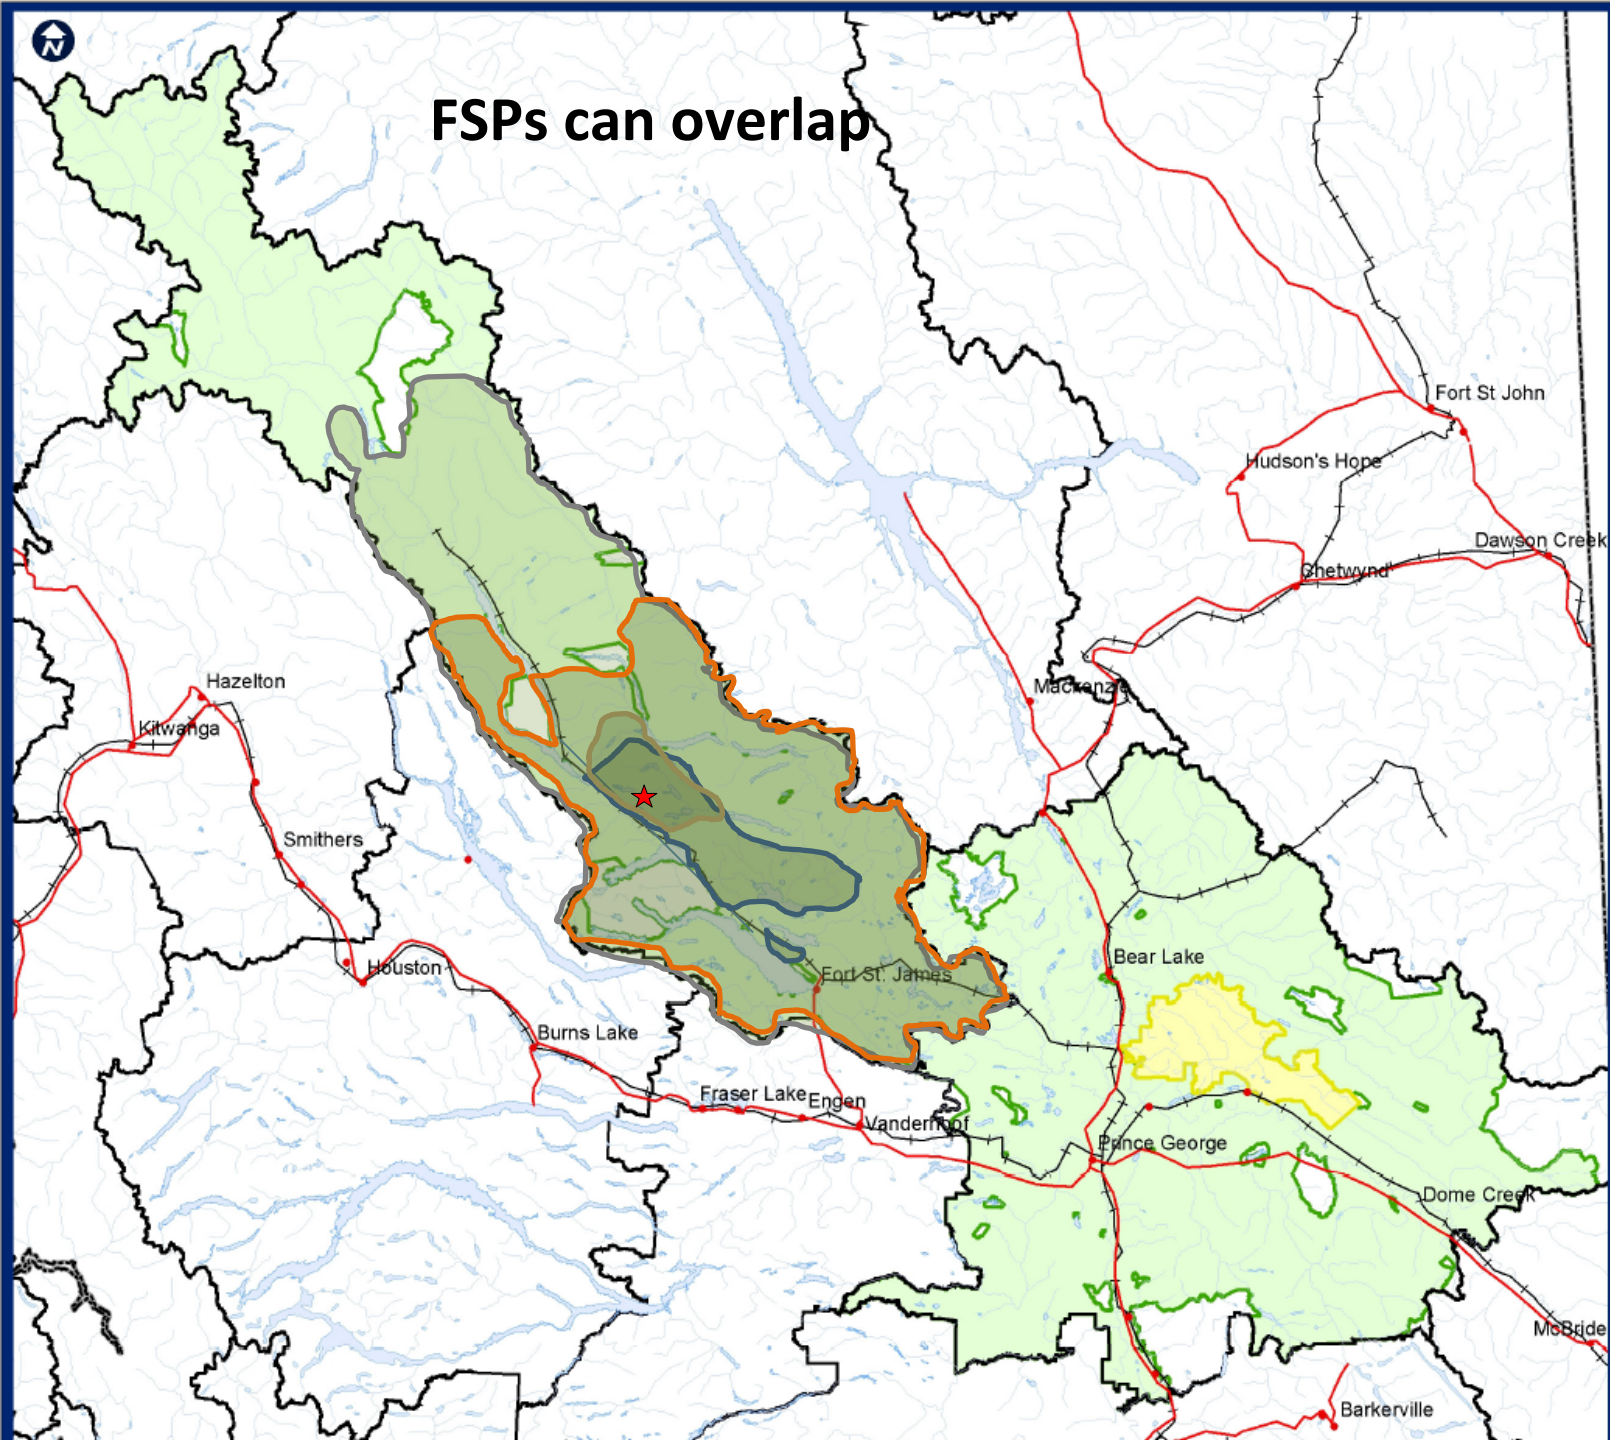 N
FSPs can overlap
Fort St John
Hudson's Hope
Dawson Creek
Chetwynd
Hazelton
Mackenzie
Kitwanga
Smithers
Bear Lake
Houston
Fort St. James
Burns Lake
Fraser Lake
Engen
Vanderhoof
Prince George
Dome Creek
McBride
Barkerville